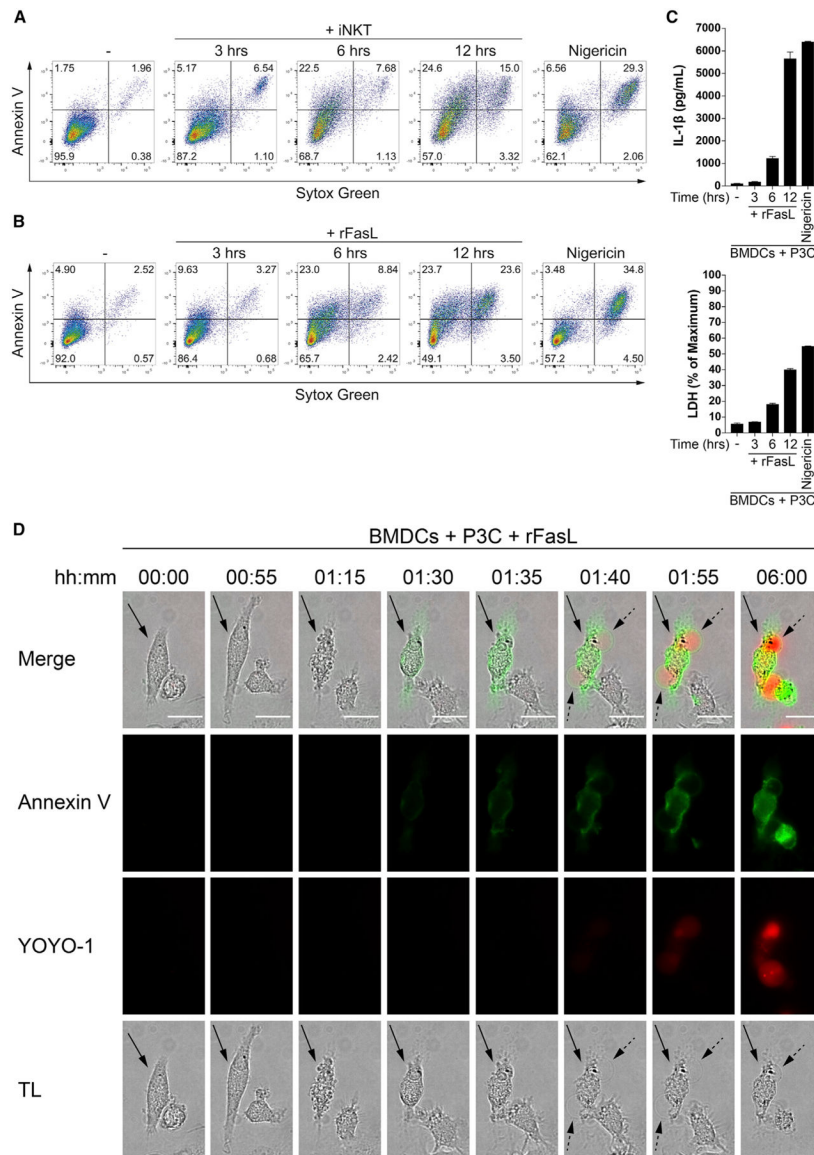 A
+ iNKT
- 3 hrs 6 hrs 12 hrs Nigericin
1.75 1.96 5.17 6.54 22.5 7.68 24.6 15.0 6.56 29.3
95.9 0.38 87.2 1.10 68.7 1.13 57.0 3.32 62.1 2.06
Annexin V
Sytox Green
B
+ rFasL
- 3 hrs 6 hrs 12 hrs Nigericin
4.90 2.52 9.63 3.27 23.0 8.84 23.7 23.6 3.48 34.8
92.0 0.57 86.4 0.68 65.7 2.42 49.1 3.50 57.2 4.50
Annexin V
Sytox Green
C
IL-1β (pg/mL)
7000
6000
5000
4000
3000
2000
1000
0
Time (hrs) - 3 6 12 Nigericin
+ rFasL
BMDCs + P3C
LDH (% of Maximum)
100
90
80
70
60
50
40
30
20
10
0
Time (hrs) - 3 6 12 Nigericin
+ rFasL
BMDCs + P3C
D
BMDCs + P3C + rFasL
hh:mm 00:00 00:55 01:15 01:30 01:35 01:40 01:55 06:00
Merge
Annexin V
YOYO-1
TL